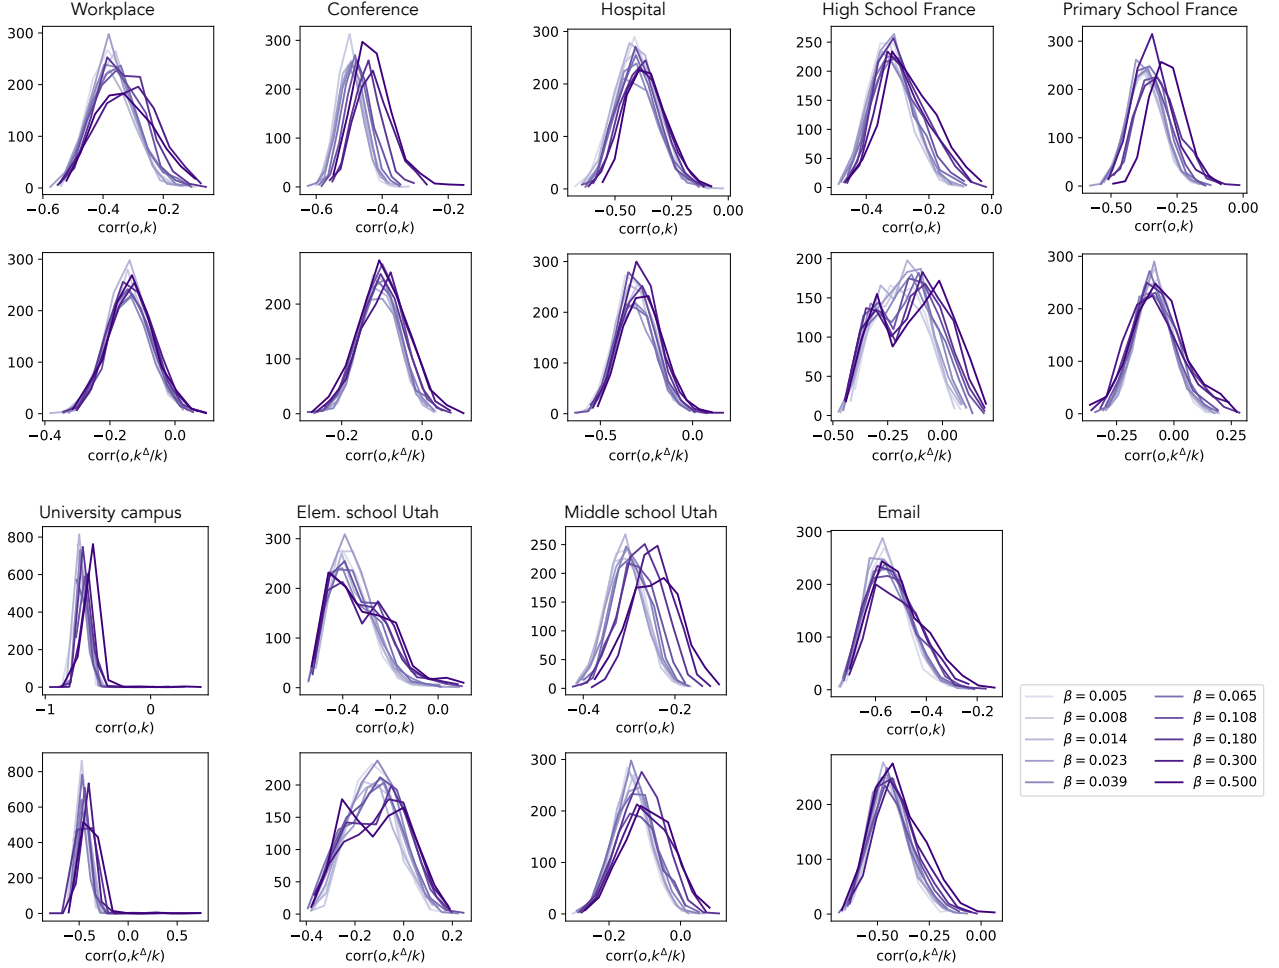 Workplace
Conference
Hospital
High School France
Primary School France
300
200
100
0
−0.6 −0.4 −0.2
corr(o,k)
300
200
100
0
−0.6 −0.4 −0.2
corr(o,k)
300
200
100
0
−0.50 −0.25 0.00
corr(o,k)
250
200
150
100
50
0
−0.4 −0.2 0.0
corr(o,k)
300
200
100
0
−0.50 −0.25 0.00
corr(o,k)
300
200
100
0
−0.4 −0.2 0.0
corr(o,k^Δ/k)
200
100
0
−0.2 0.0
corr(o,k^Δ/k)
300
200
100
0
−0.5 0.0
corr(o,k^Δ/k)
200
150
100
50
0
−0.50 −0.25 0.00
corr(o,k^Δ/k)
300
200
100
0
−0.25 0.00 0.25
corr(o,k^Δ/k)
University campus
Elem. school Utah
Middle school Utah
Email
800
600
400
200
0
−1 0
corr(o,k)
300
200
100
0
−0.4 −0.2 0.0
corr(o,k)
250
200
150
100
50
0
−0.4 −0.2
corr(o,k)
300
200
100
0
−0.6 −0.4 −0.2
corr(o,k)
800
600
400
200
0
−0.5 0.0 0.5
corr(o,k^Δ/k)
250
200
150
100
50
0
−0.4 −0.2 0.0 0.2
corr(o,k^Δ/k)
300
200
100
0
−0.2 0.0
corr(o,k^Δ/k)
200
100
0
−0.50 −0.25 0.00
corr(o,k^Δ/k)
β = 0.005
β = 0.008
β = 0.014
β = 0.023
β = 0.039
β = 0.065
β = 0.108
β = 0.180
β = 0.300
β = 0.500